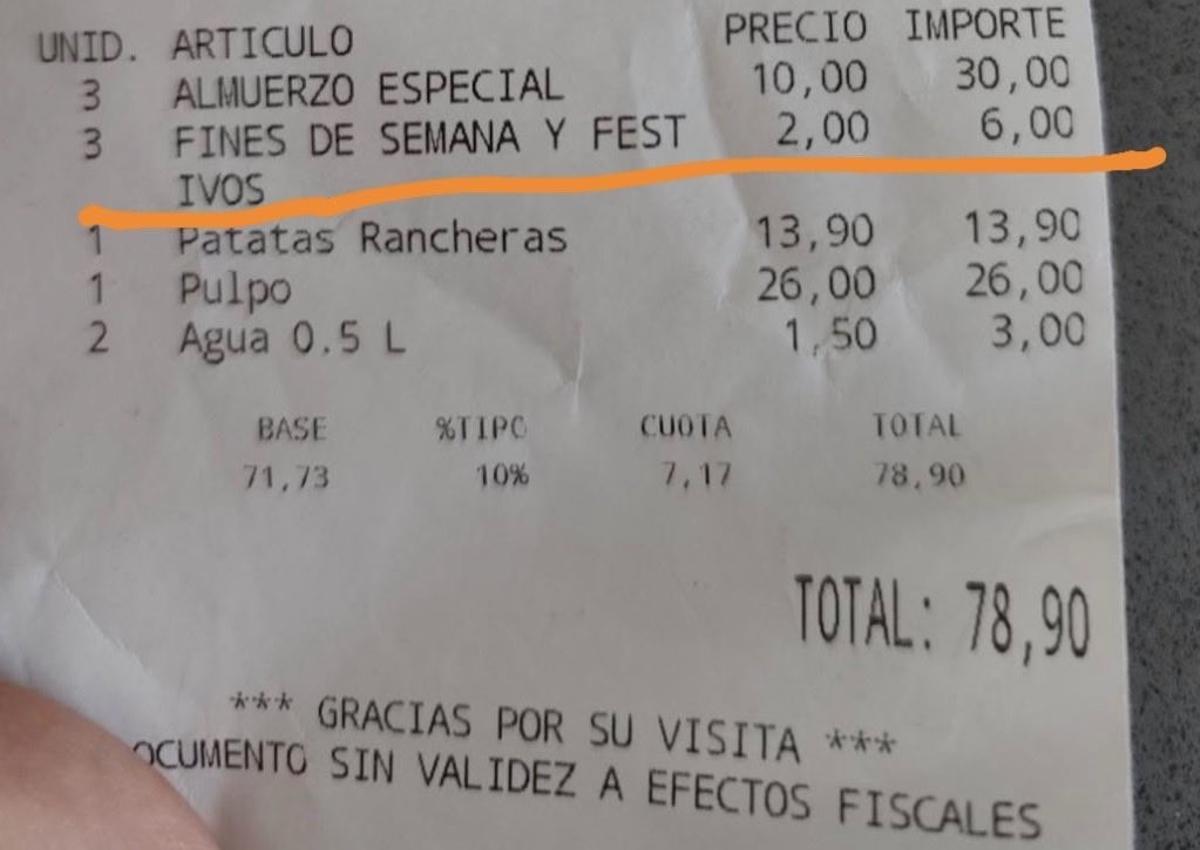 UNID. ARTICULO PRECIO IMPORTE
3 ALMUERZO ESPECIAL 10,00 30,00
3 FINES DE SEMANA Y FEST 2,00 6,00
IVOS
1 Patatas Rancheras 13,90 13,90
1 Pulpo 26,00 26,00
2 Agua 0.5 L 1,50 3,00
BASE %TIPO CUOTA TOTAL
71,73 10% 7,17 78,90
TOTAL: 78,90
*** GRACIAS POR SU VISITA ***
OCUMENTO SIN VALIDEZ A EFECTOS FISCALES